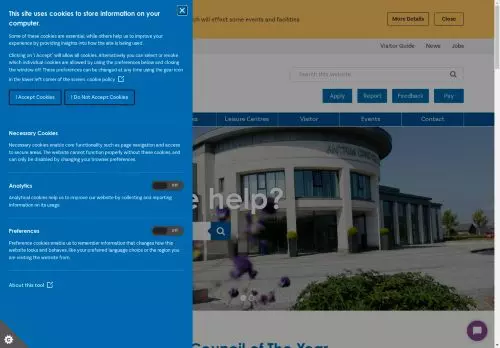 This site uses cookies to store information on your
computer.
Some of these cookies are essential, while others help us to improve your
experience by providing insights into how the site is being used.
Clicking on 'I Accept' will allow all cookies. Alternatively you can select or revoke
which individual cookies are allowed by using the preferences below and closing
the window off. These preferences can be changed at any time using the gear icon
in the lower left corner of the screen. cookie policy
I Accept Cookies
I Do Not Accept Cookies
Necessary Cookies
Necessary cookies enable core functionality such as page navigation and access
to secure areas. The website cannot function properly without these cookies, and
can only be disabled by changing your browser preferences.
Analytics
Off
Analytical cookies help us to improve our website by collecting and reporting
information on its usage.
Preferences
Off
Preference cookies enable us to remember information that changes how this
website looks and behaves, like your preferred language choice or the region you
are visiting the website from.
About this tool
ch will effect some events and facilities
More Details
Close
Visitor Guide
News
Jobs
Search this website
Apply
Report
Feedback
Pay
Leisure Centres
Visitor
Events
Contact
e help?
Council of The Year